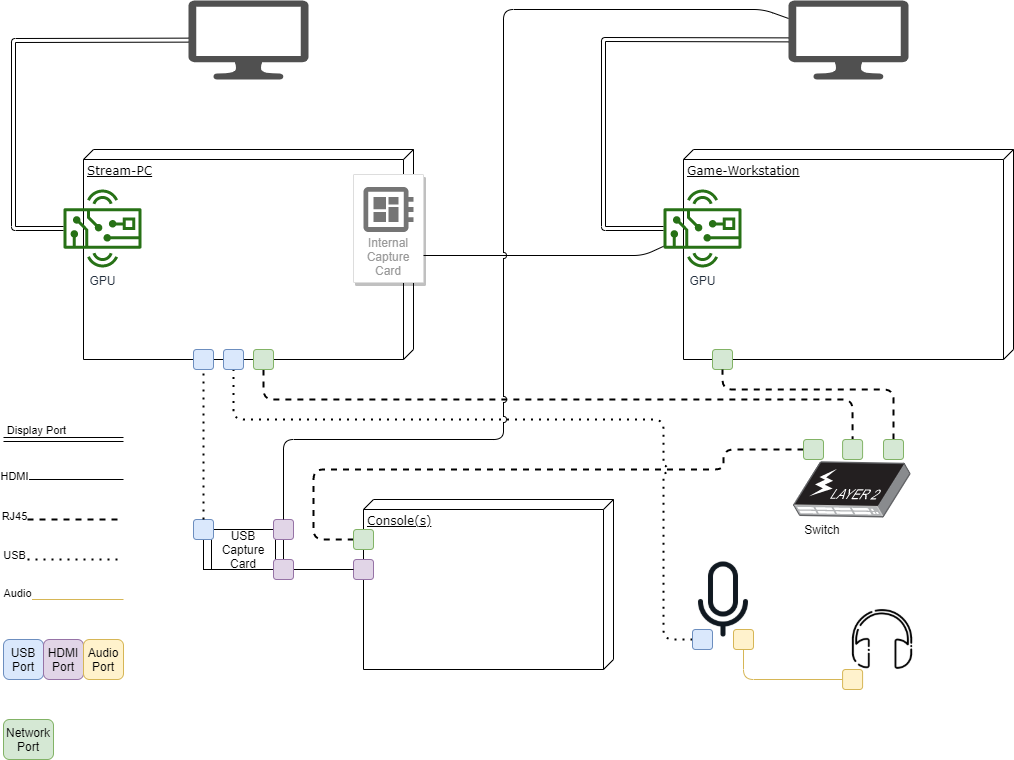 Stream-PC
Game-Workstation
Internal
Capture
Card
GPU
GPU
Display Port
HDMI
RJ45
USB
Audio
LAYER 2
Switch
Console(s)
USB
Capture
Card
USB
Port
HDMI
Port
Audio
Port
Network
Port